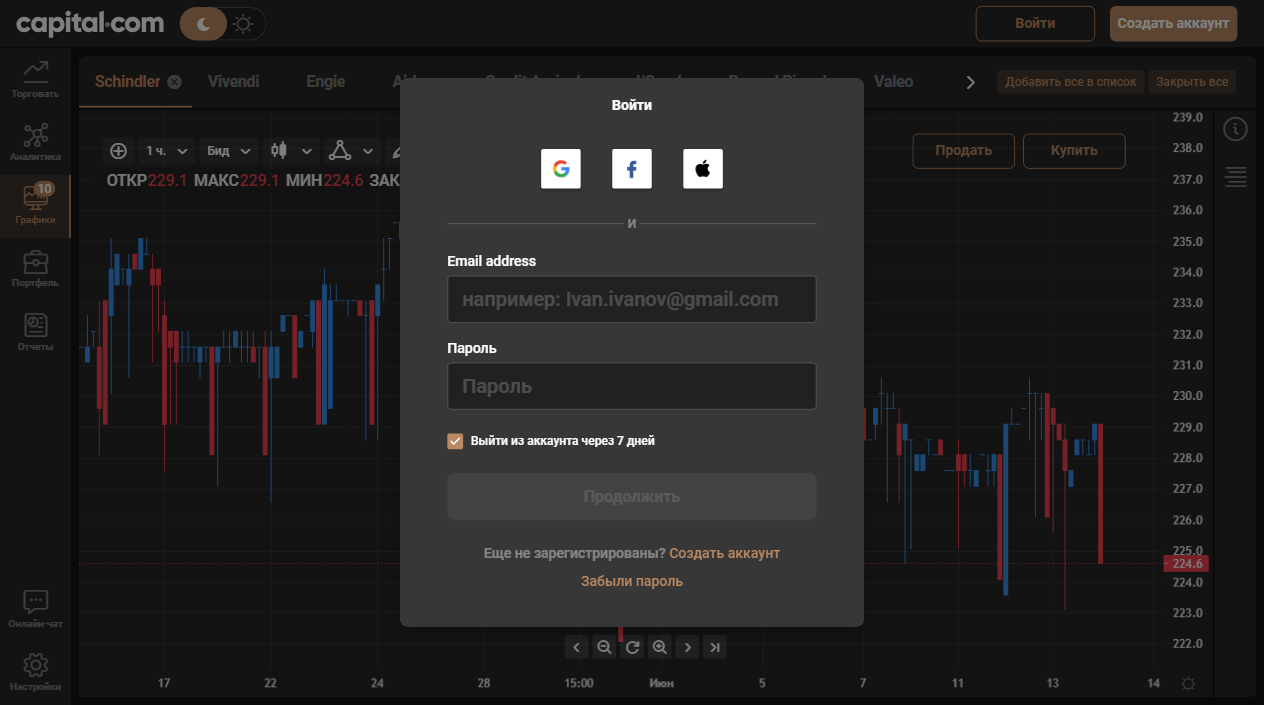 capital.com
Войти
Создать аккаунт
Торговать
Аналитика
10
Графики
Портфель
Отчеты
Онлайн-чат
Настройки
Schindler
Vivendi
Engie
Valeo
Добавить все в список
Закрыть все
1 ч.
Бид
Продать
Купить
ОТКР229.1 МАКС229.1 МИН224.6 ЗАК
Войти
И
Email address
например: Ivan.ivanov@gmail.com
Пароль
Пароль
Выйти из аккаунта через 7 дней
Продолжить
Еще не зарегистрированы? Создать аккаунт
Забыли пароль
239.0
238.0
237.0
236.0
235.0
234.0
233.0
232.0
231.0
230.0
229.0
228.0
227.0
226.0
225.0
224.6
224.0
223.0
222.0
17
22
24
28
15:00
Июн
5
7
11
13
14